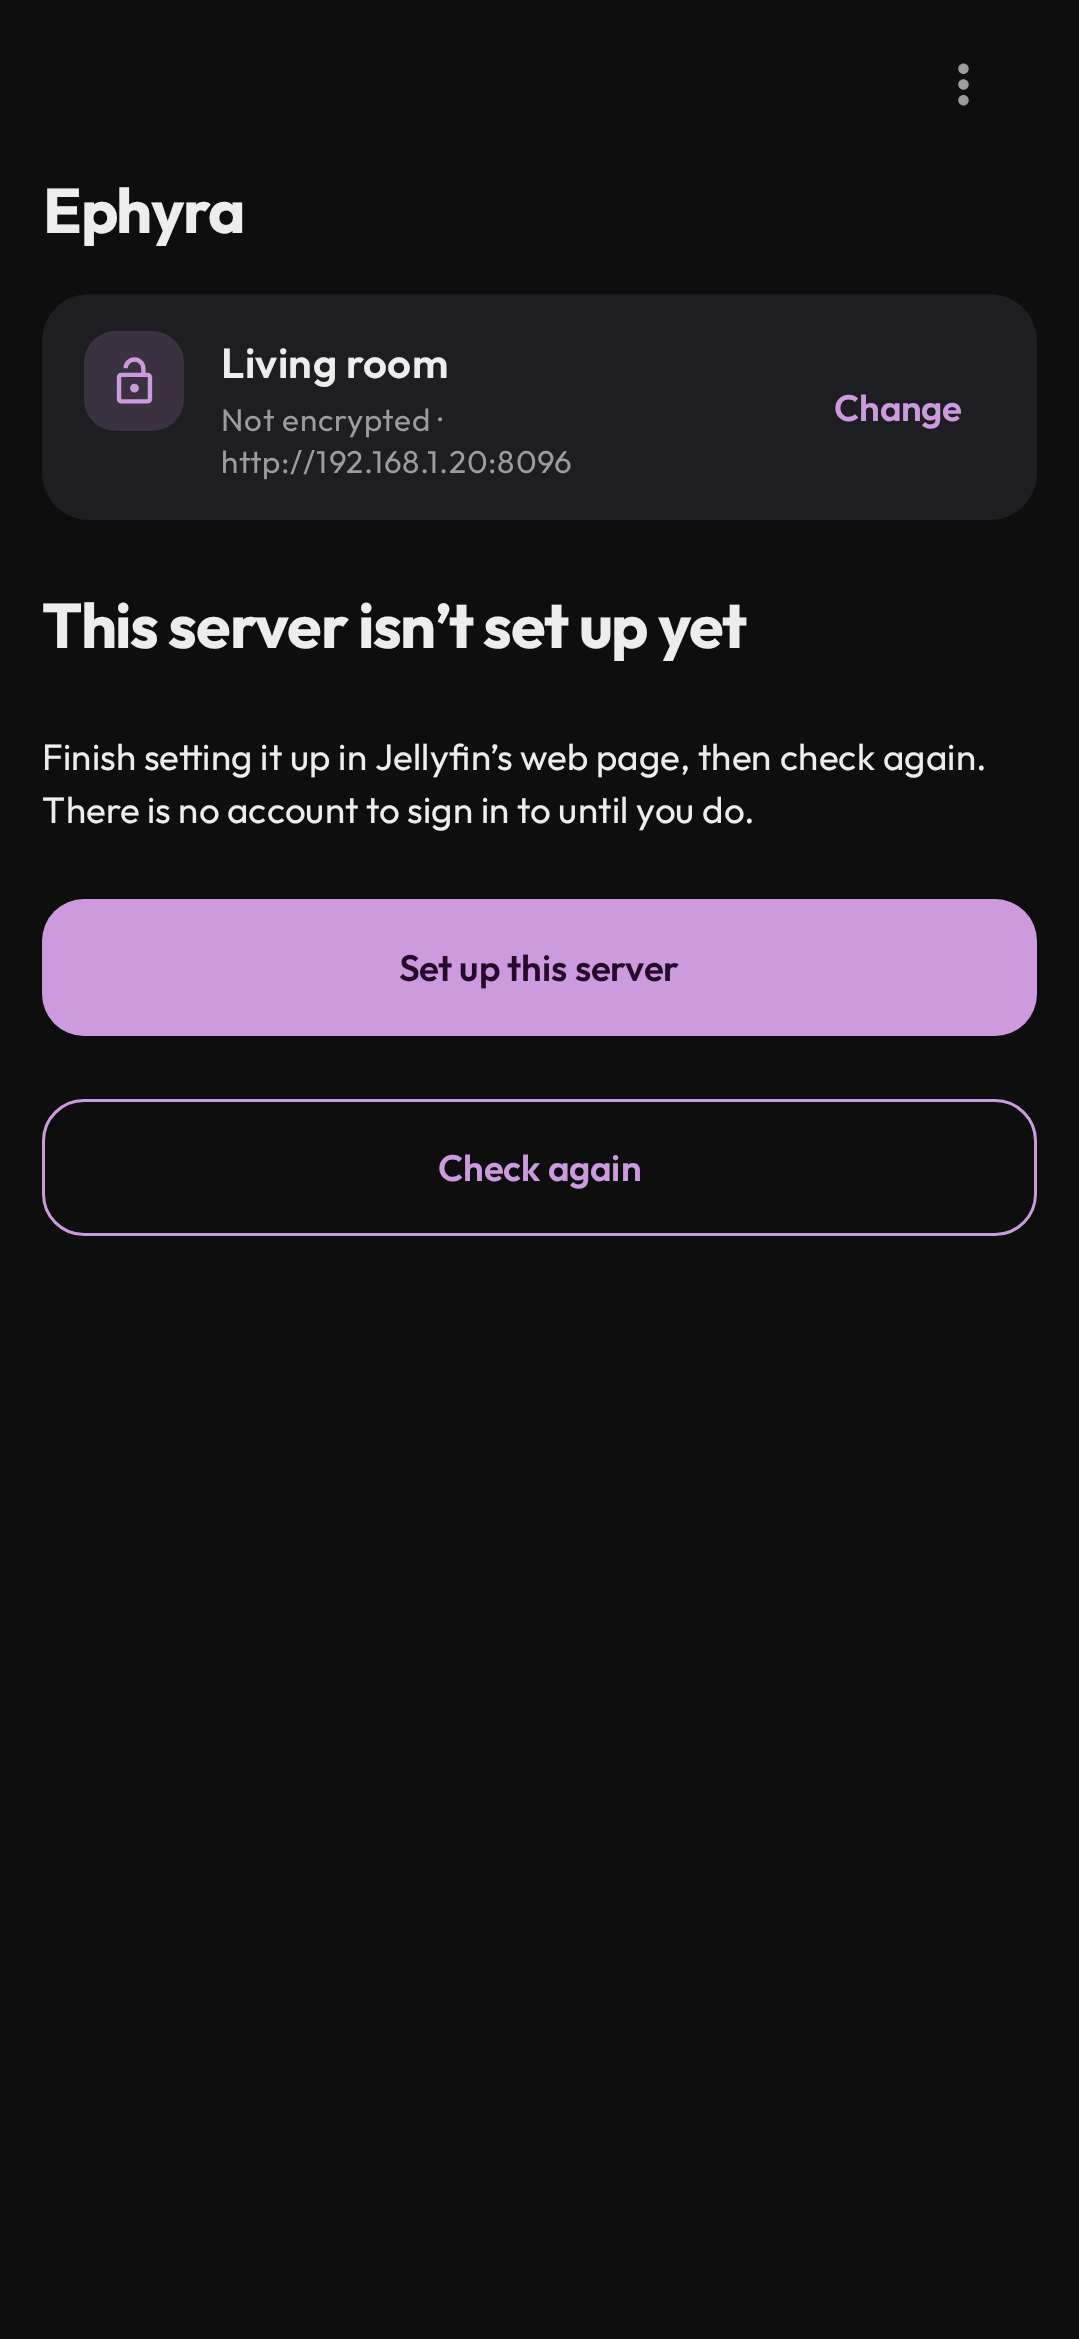 Ephyra
Living room
Not encrypted ·
http://192.168.1.20:8096
Change
This server isn’t set up yet
Finish setting it up in Jellyfin’s web page, then check again.
There is no account to sign in to until you do.
Set up this server
Check again